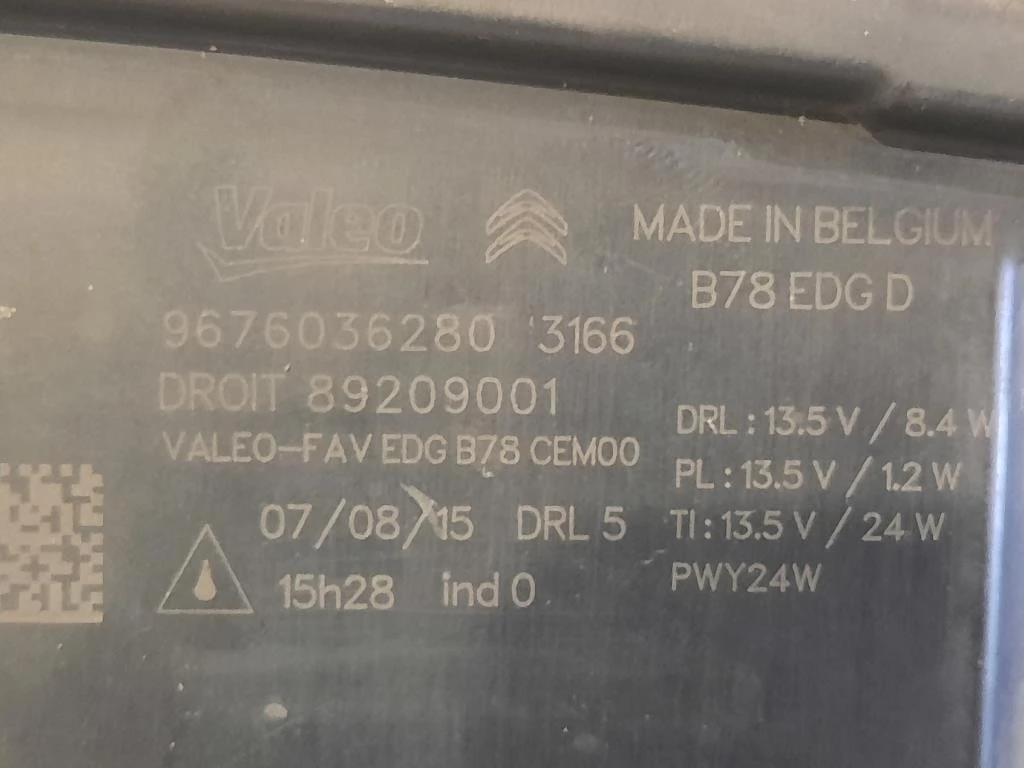 Valeo
MADE IN BELGIUM
B78 EDG D
9676036280 3166
DROIT 89209001
VALEO-FAV EDG B78 CEM00
DRL : 13.5 V / 8.4 W
PL : 13.5 V / 1.2 W
07/08/15 DRL 5
TI : 13.5 V / 24 W
15h28 ind 0
PWY24W